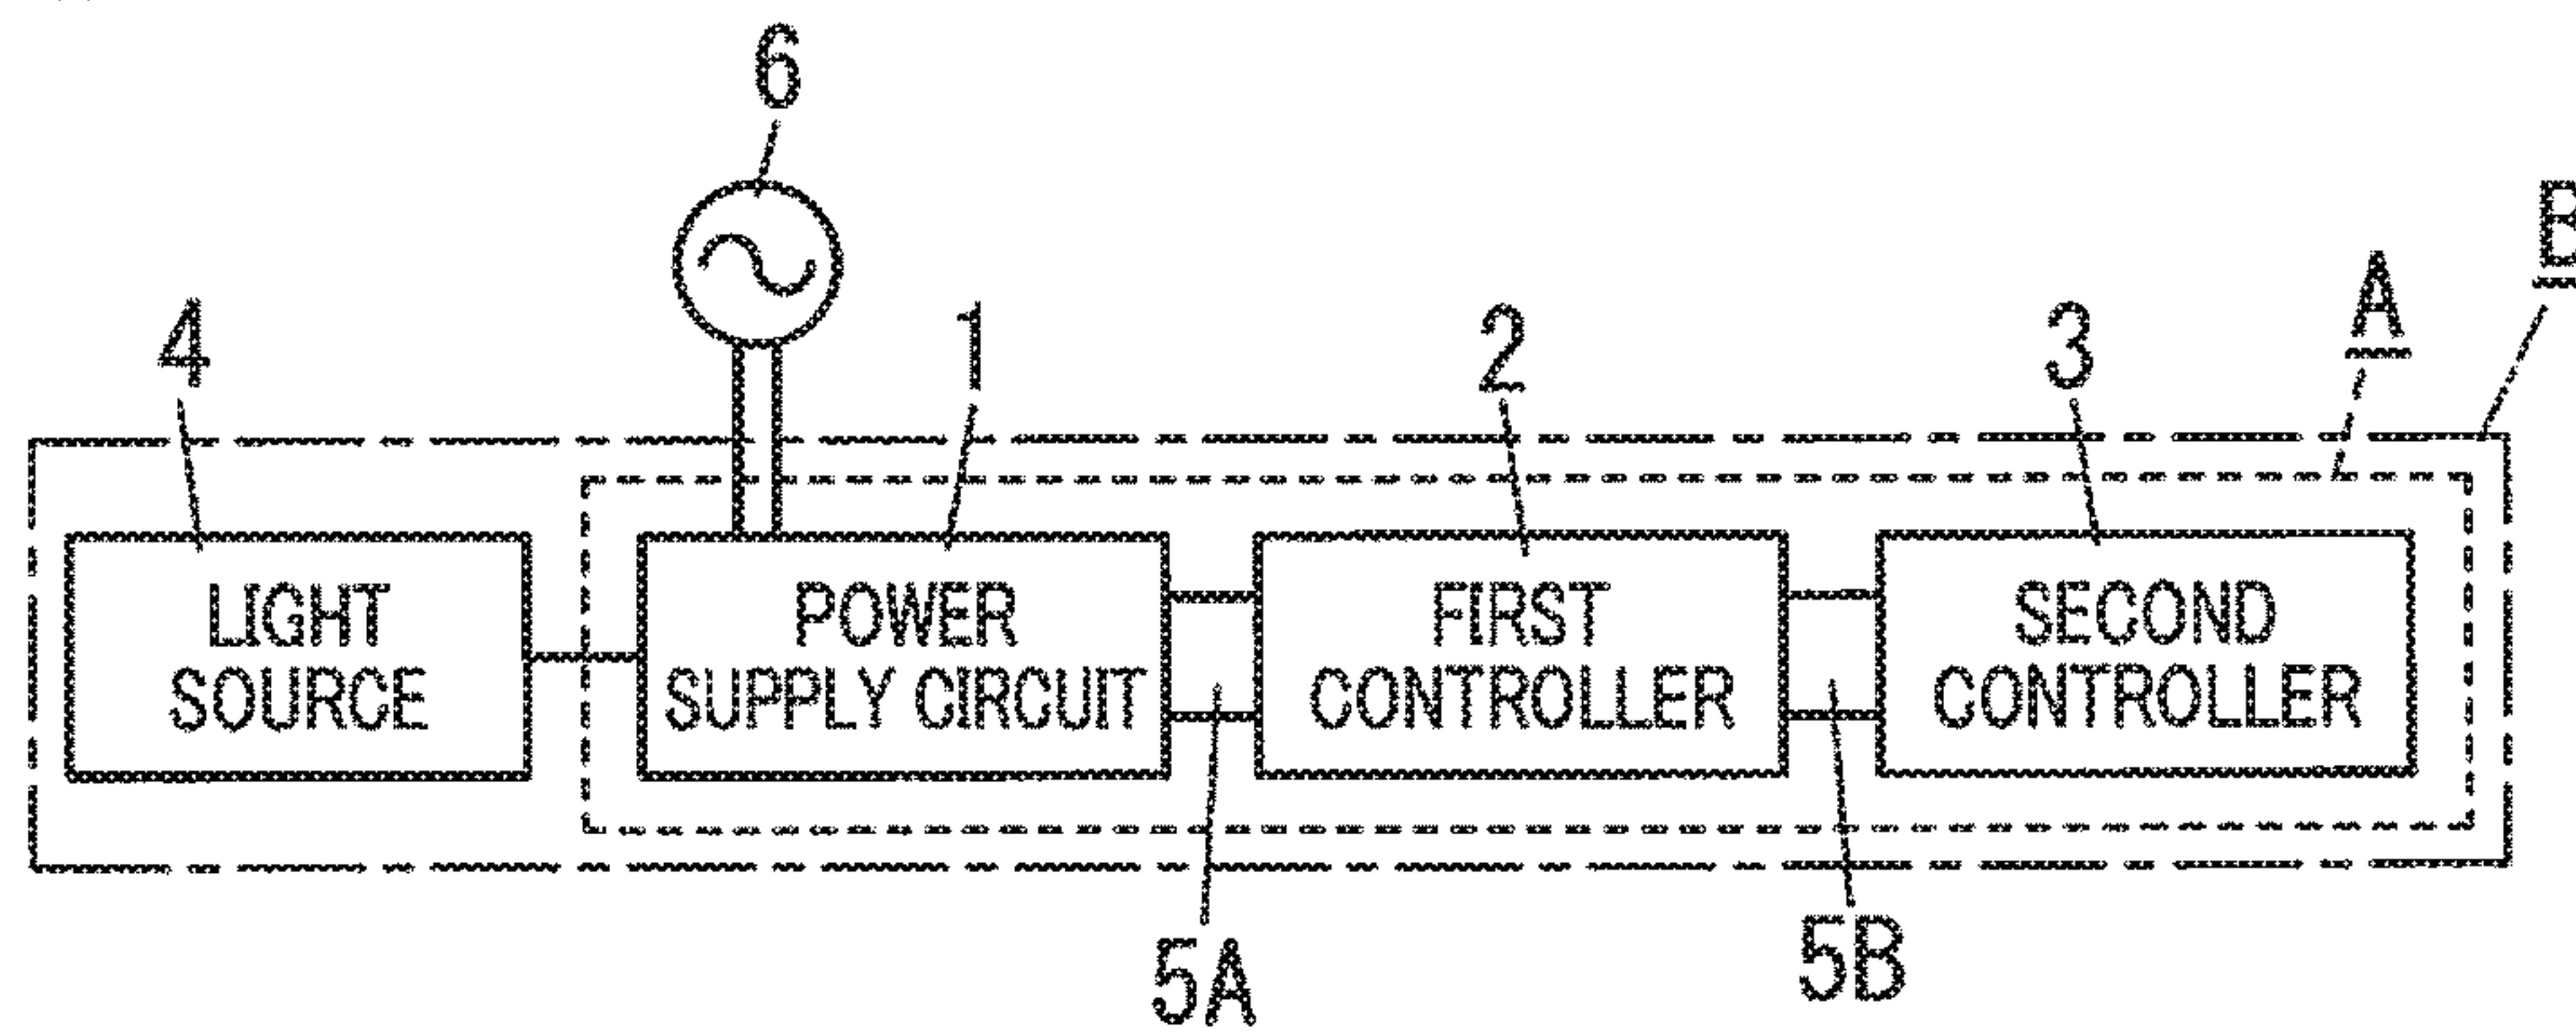 6
B
A
4
1
2
3
LIGHT
SOURCE
POWER
SUPPLY CIRCUIT
FIRST
CONTROLLER
SECOND
CONTROLLER
5A
5B